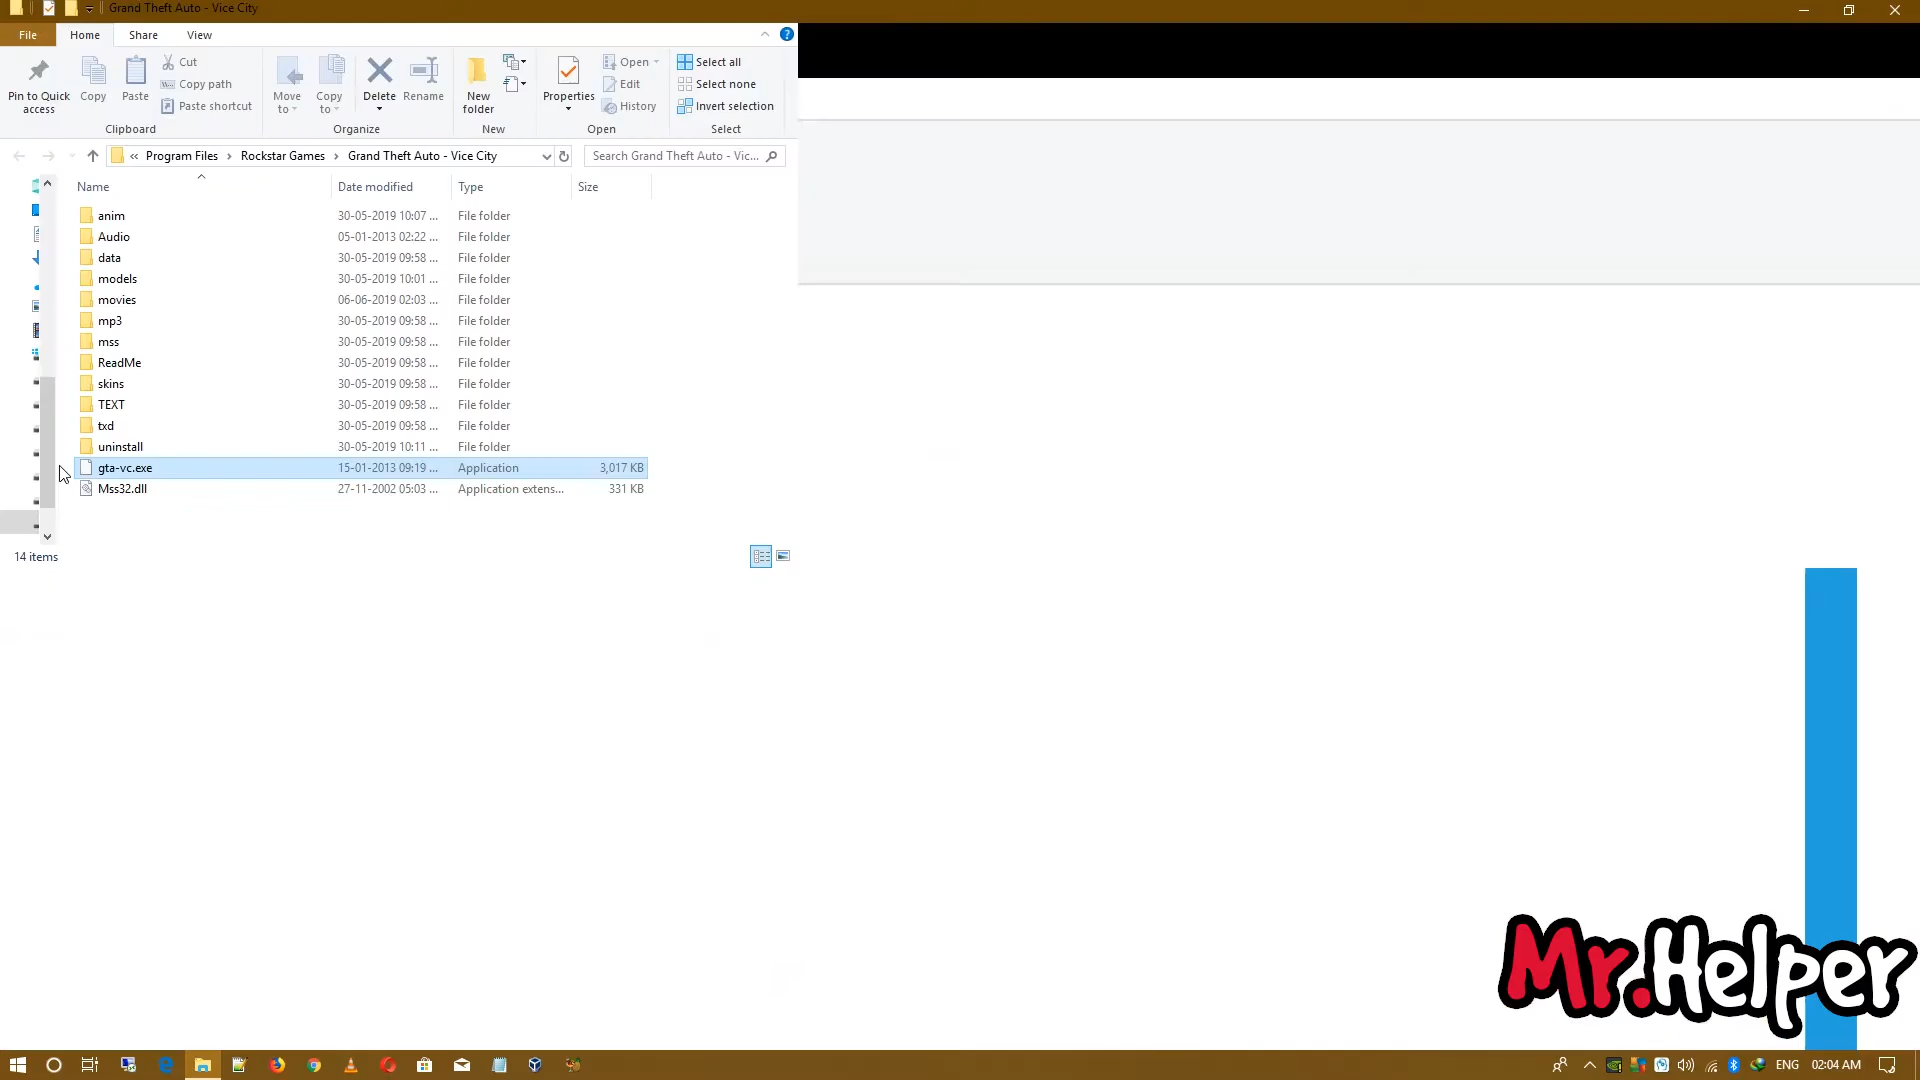 Grand Theft Auto - Vice City
File Home Share View
Pin to Quick access
Copy
Paste
Cut
Copy path
Paste shortcut
Move to
Copy to
Delete
Rename
New folder
Properties
Open
Edit
History
Select all
Select none
Invert selection
Clipboard Organize New Open Select
« Program Files › Rockstar Games › Grand Theft Auto - Vice City
Search Grand Theft Auto - Vic...
Name Date modified Type Size
anim 30-05-2019 10:07 ... File folder
Audio 05-01-2013 02:22 ... File folder
data 30-05-2019 09:58 ... File folder
models 30-05-2019 10:01 ... File folder
movies 06-06-2019 02:03 ... File folder
mp3 30-05-2019 09:58 ... File folder
mss 30-05-2019 09:58 ... File folder
ReadMe 30-05-2019 09:58 ... File folder
skins 30-05-2019 09:58 ... File folder
TEXT 30-05-2019 09:58 ... File folder
txd 30-05-2019 09:58 ... File folder
uninstall 30-05-2019 10:11 ... File folder
gta-vc.exe 15-01-2013 09:19 ... Application 3,017 KB
Mss32.dll 27-11-2002 05:03 ... Application extens... 331 KB
14 items
Mr.Helper
ENG 02:04 AM